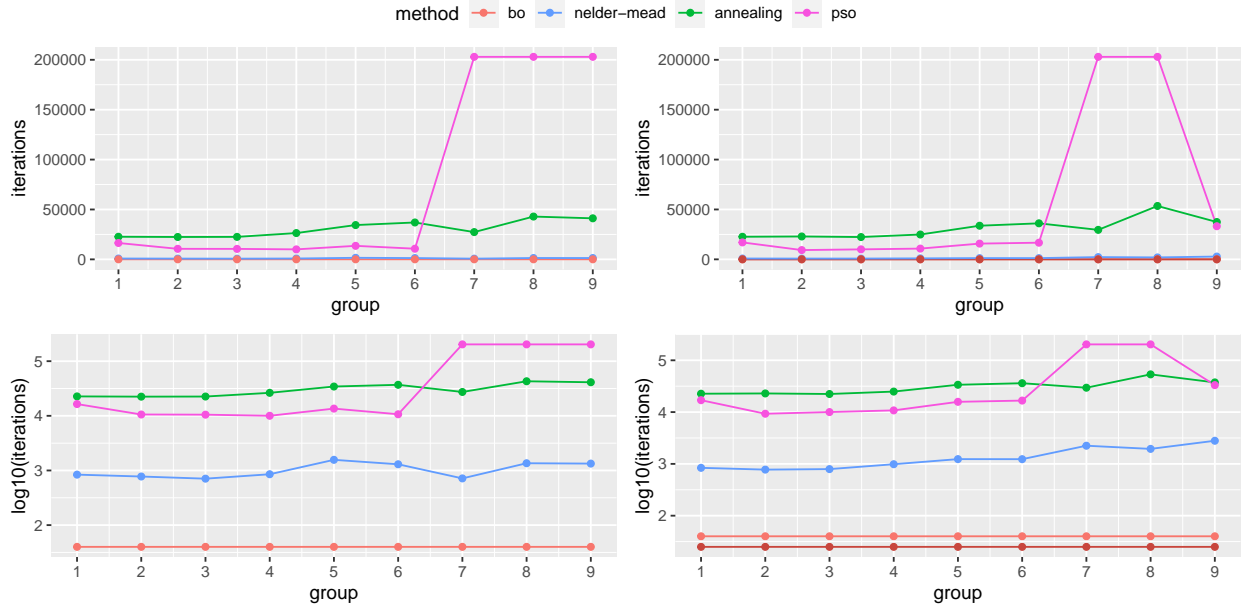 method bo nelder−mead annealing pso
200000
150000
100000
50000
0
iterations
1 2 3 4 5 6 7 8 9
group
200000
150000
100000
50000
0
iterations
1 2 3 4 5 6 7 8 9
group
5
4
3
2
log10(iterations)
1 2 3 4 5 6 7 8 9
group
5
4
3
2
log10(iterations)
1 2 3 4 5 6 7 8 9
group